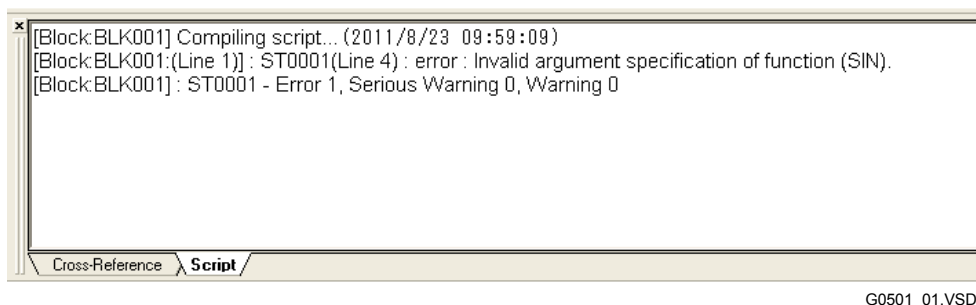 [Block:BLK001] Compiling script... (2011/8/23 09:59:09)
[Block:BLK001:(Line 1)] : ST0001(Line 4) : error : Invalid argument specification of function (SIN).
[Block:BLK001] : ST0001 - Error 1, Serious Warning 0, Warning 0
Cross-Reference Script
G0501_01.VSD